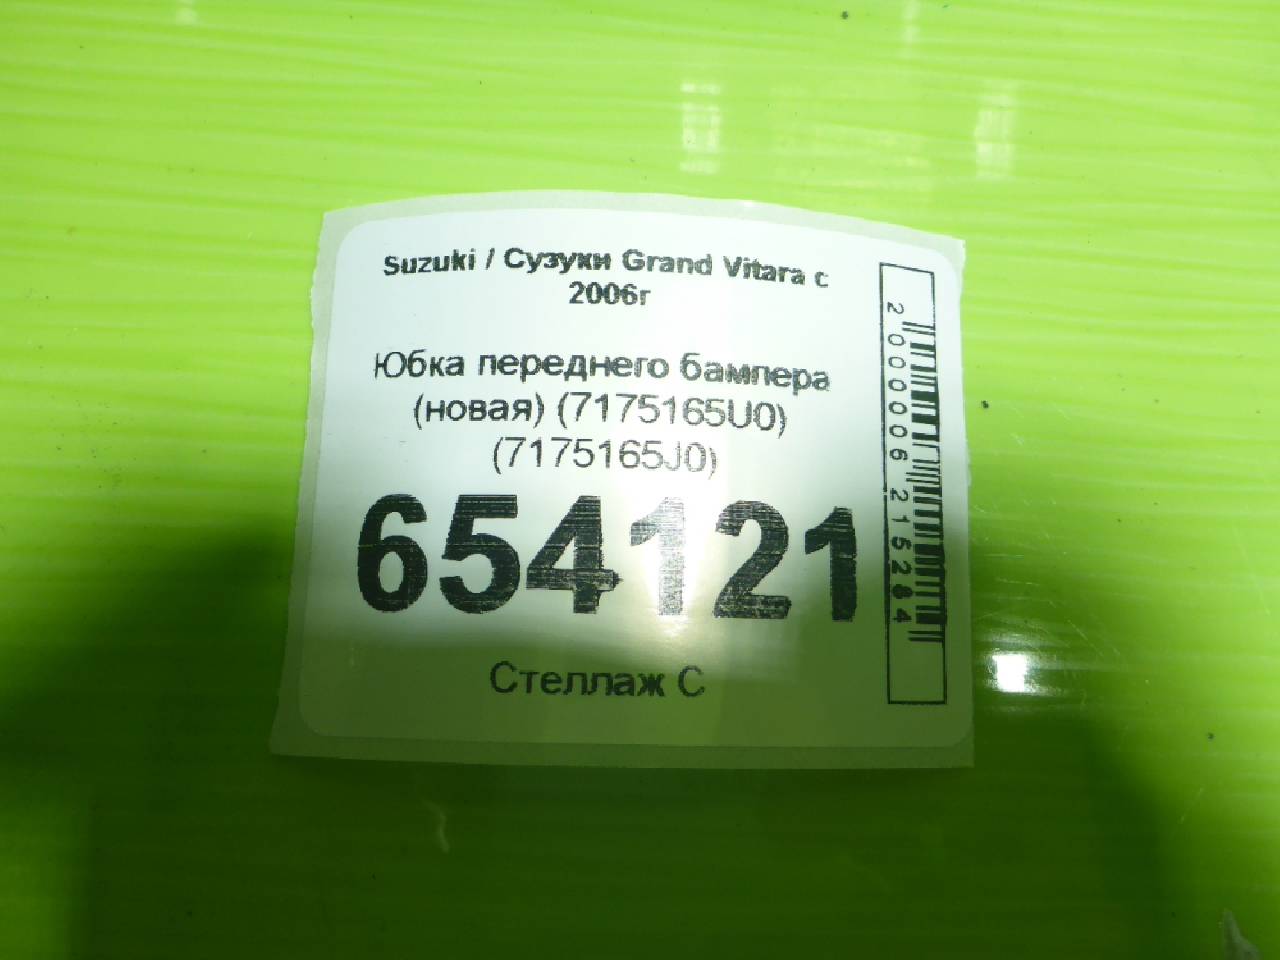 Suzuki / Сузуки Grand Vitara с
2006г
Юбка переднего бампера
(новая) (7175165U0)
(7175165J0)
654121
Стеллаж С
2000006215284